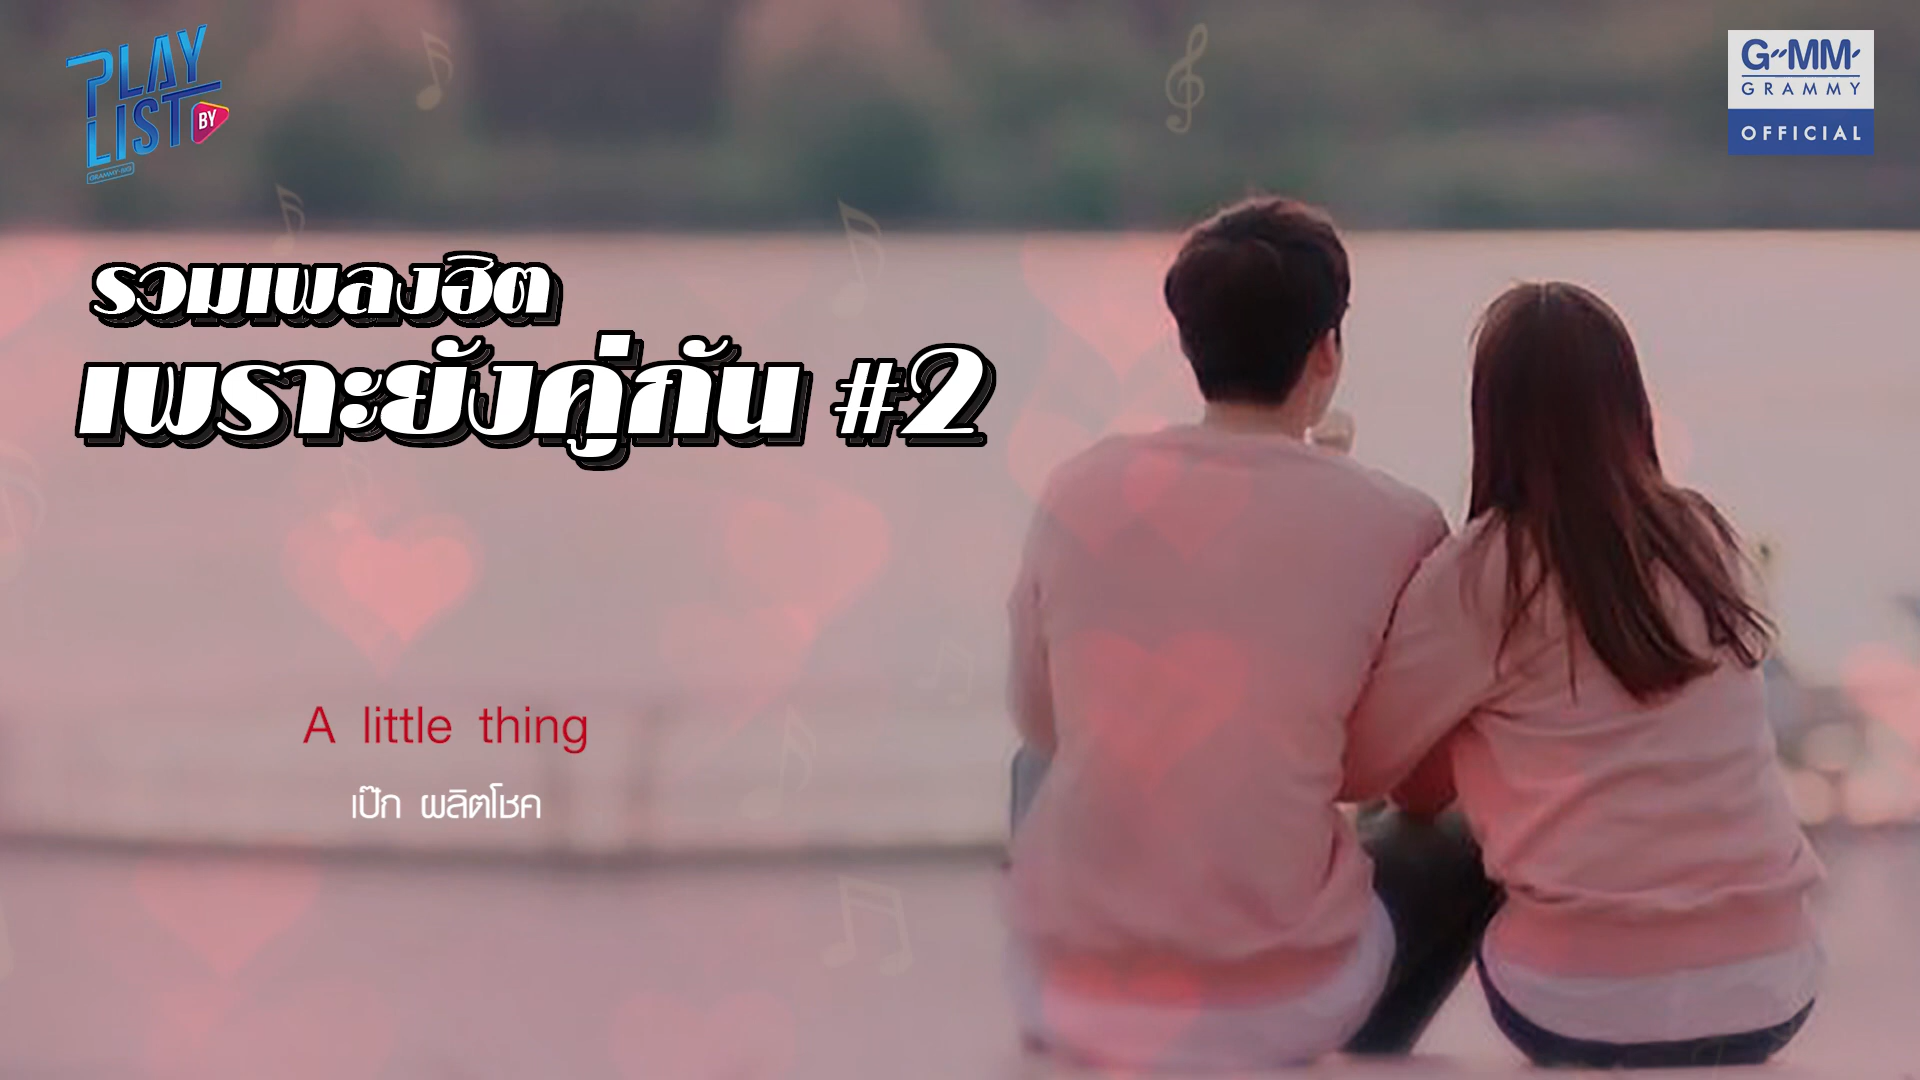 PLAY
LIST BY
GRAMMY
OFFICIAL
G-MM-
รวมเพลงฮิต
เพราะยังคู่กัน #2
A little thing
เป๊ก ผลิตโชค